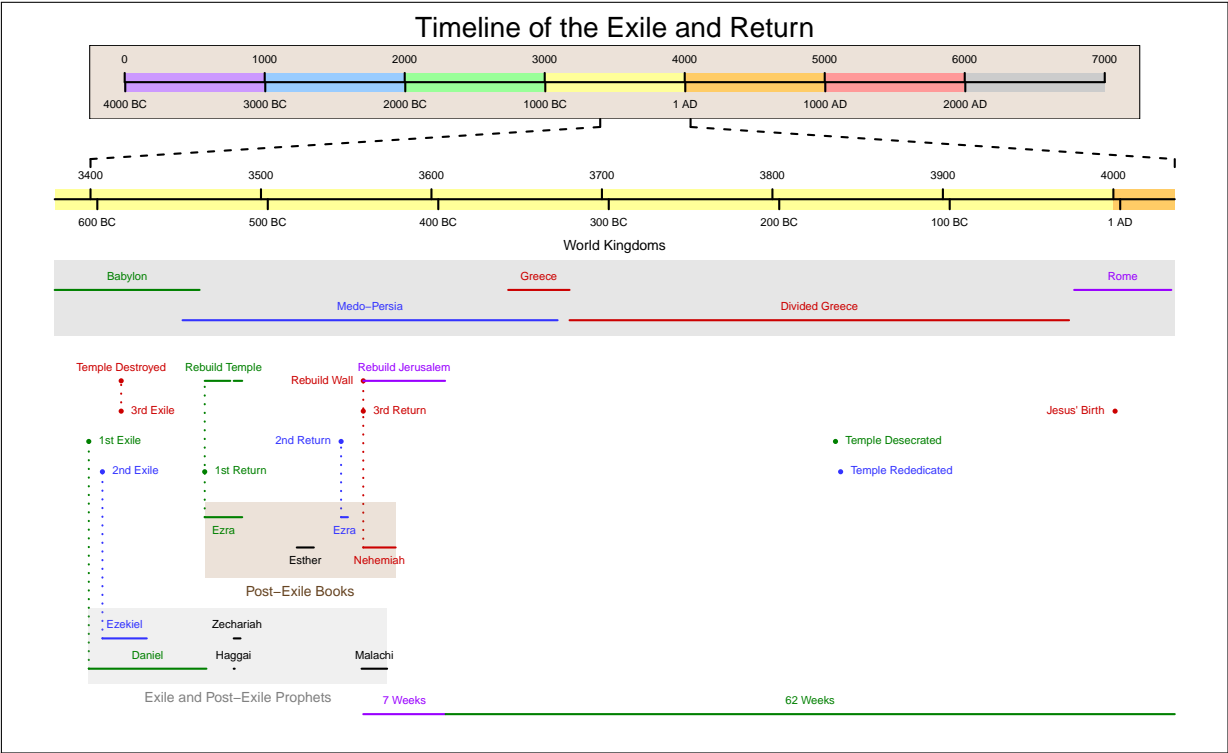 Timeline of the Exile and Return
0 1000 2000 3000 4000 5000 6000 7000
4000 BC 3000 BC 2000 BC 1000 BC 1 AD 1000 AD 2000 AD
3400 3500 3600 3700 3800 3900 4000
600 BC 500 BC 400 BC 300 BC 200 BC 100 BC 1 AD
World Kingdoms
Babylon Greece Rome
Medo−Persia Divided Greece
Temple Destroyed Rebuild Temple Rebuild Jerusalem
Rebuild Wall
3rd Exile 3rd Return Jesus' Birth
1st Exile 2nd Return Temple Desecrated
2nd Exile 1st Return Temple Rededicated
Ezra Ezra
Esther Nehemiah
Post−Exile Books
Ezekiel Zechariah
Daniel Haggai Malachi
Exile and Post−Exile Prophets
7 Weeks 62 Weeks